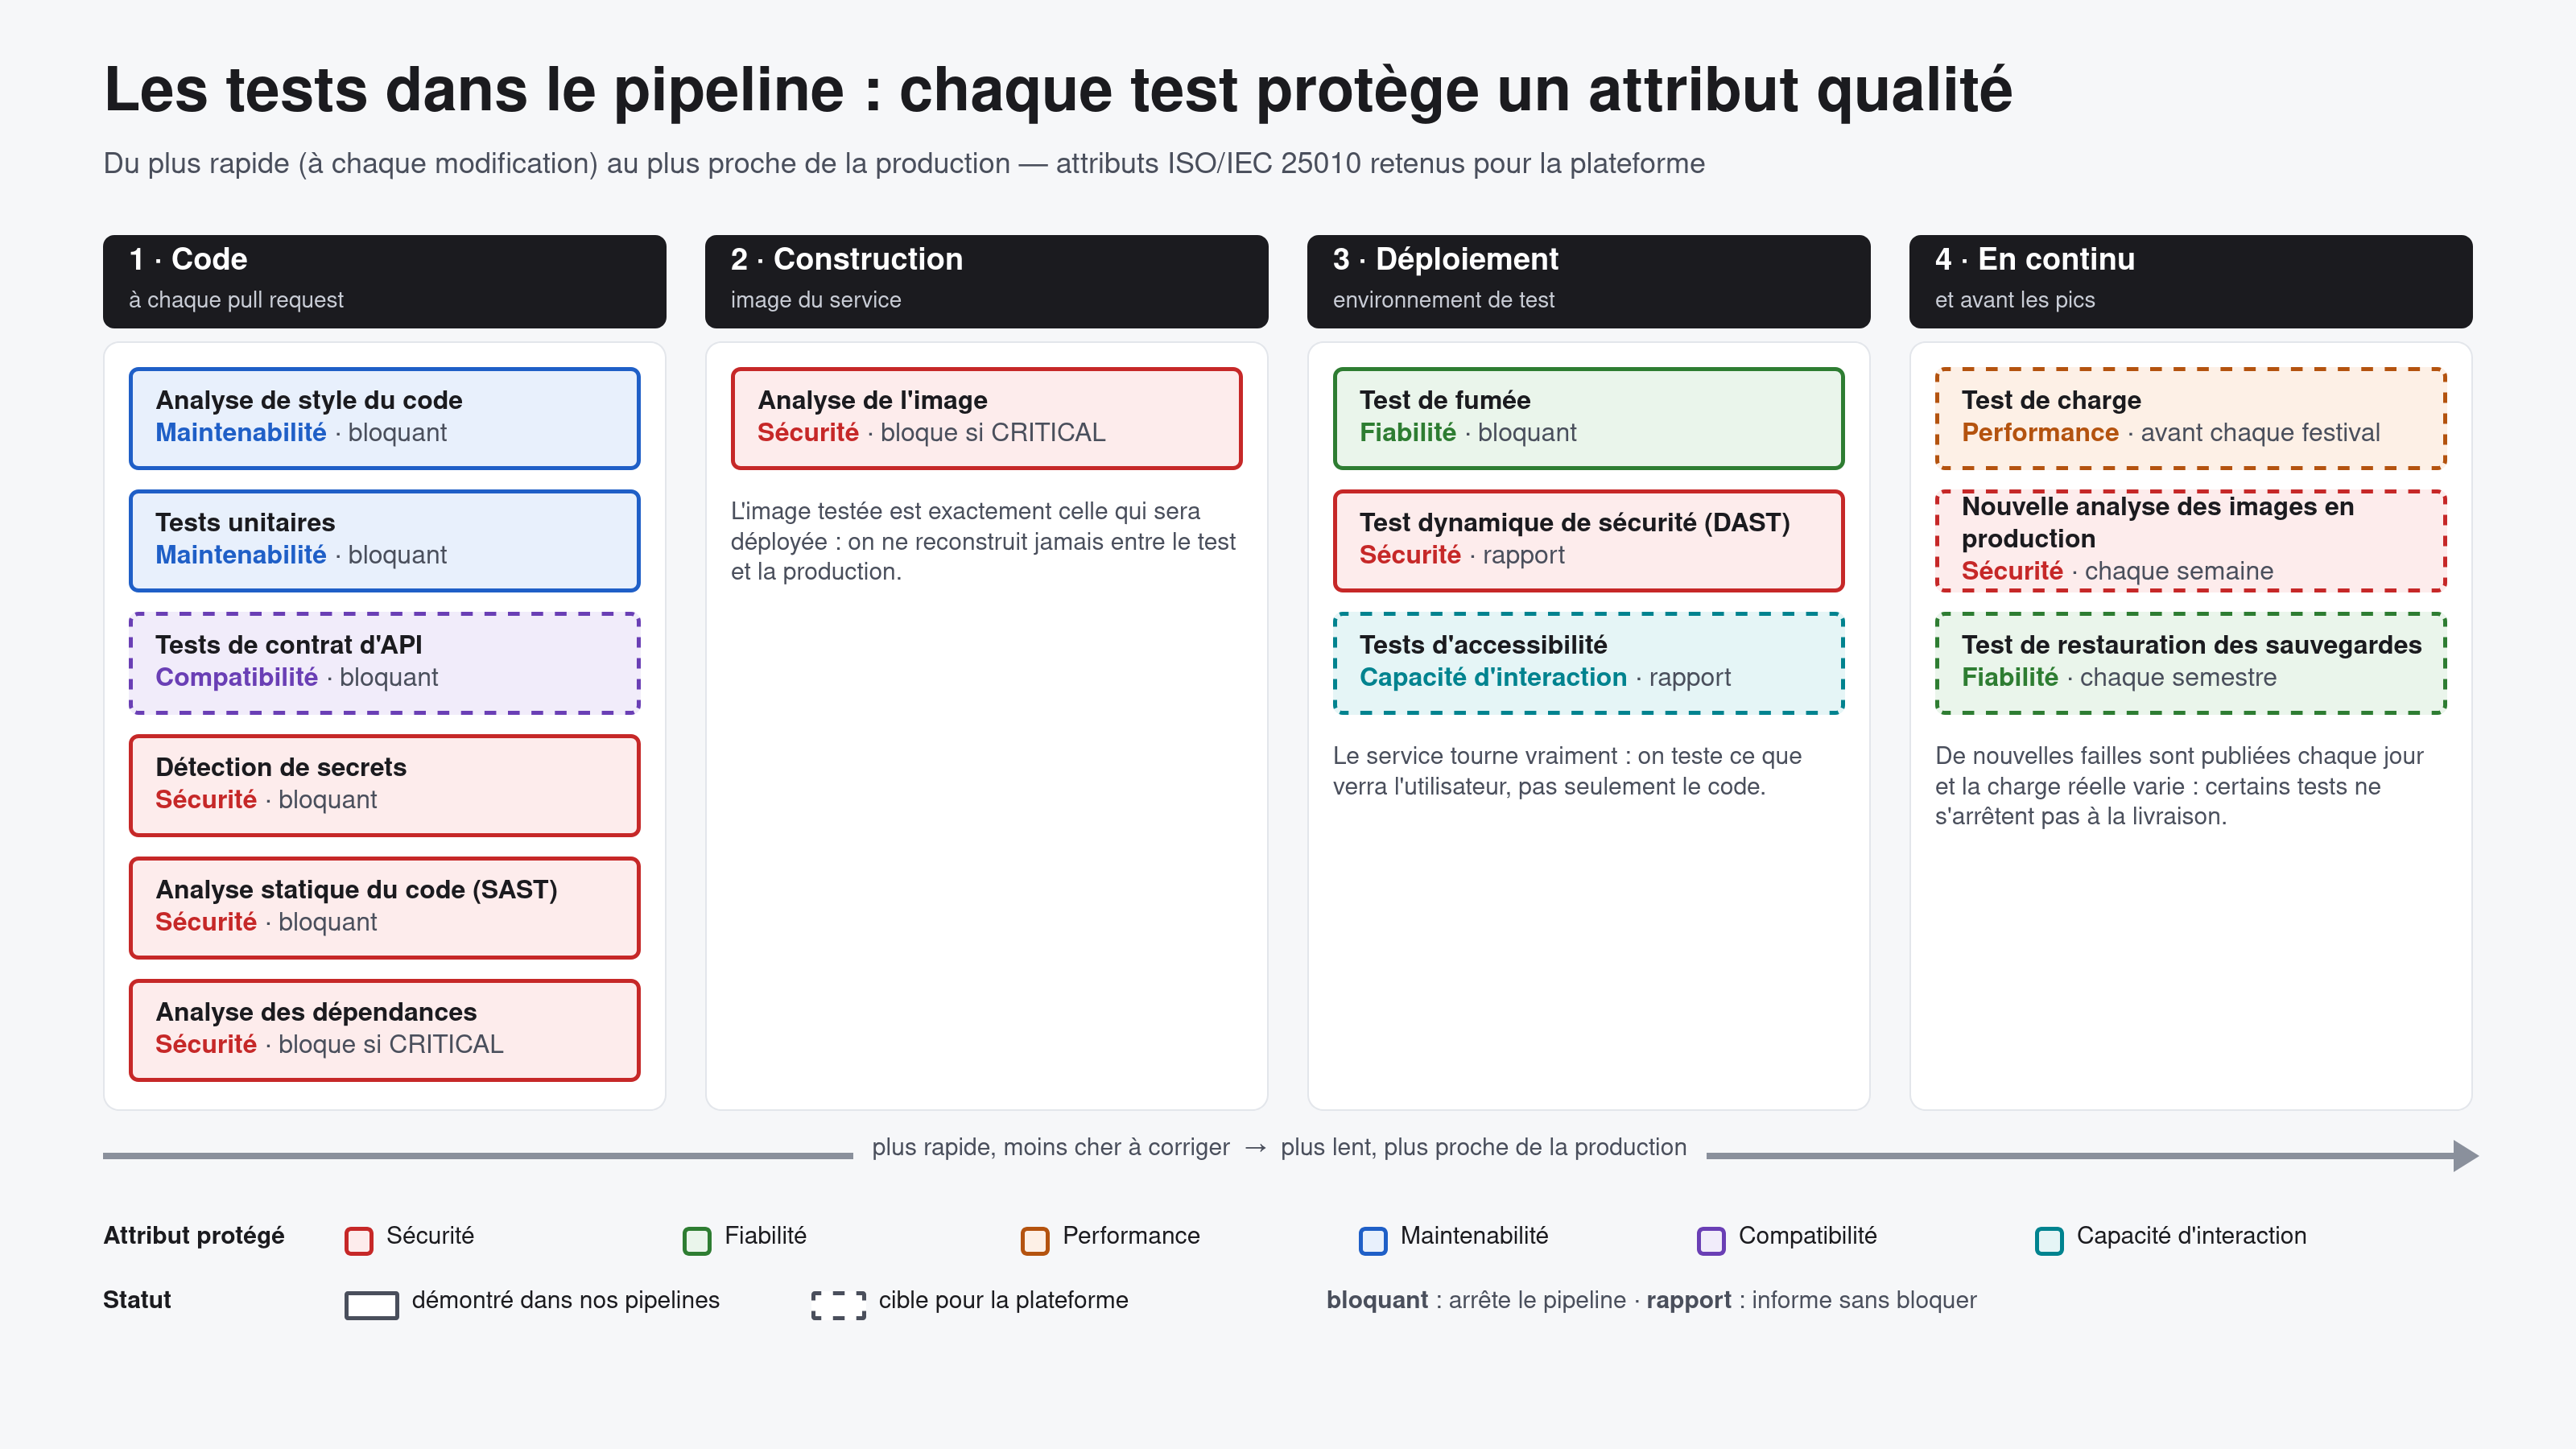 Les tests dans le pipeline : chaque test protège un attribut qualité
Du plus rapide (à chaque modification) au plus proche de la production — attributs ISO/IEC 25010 retenus pour la plateforme
1 · Code
à chaque pull request
Analyse de style du code
Maintenabilité · bloquant
Tests unitaires
Maintenabilité · bloquant
Tests de contrat d'API
Compatibilité · bloquant
Détection de secrets
Sécurité · bloquant
Analyse statique du code (SAST)
Sécurité · bloquant
Analyse des dépendances
Sécurité · bloque si CRITICAL
2 · Construction
image du service
Analyse de l'image
Sécurité · bloque si CRITICAL
L'image testée est exactement celle qui sera
déployée : on ne reconstruit jamais entre le test
et la production.
3 · Déploiement
environnement de test
Test de fumée
Fiabilité · bloquant
Test dynamique de sécurité (DAST)
Sécurité · rapport
Tests d'accessibilité
Capacité d'interaction · rapport
Le service tourne vraiment : on teste ce que
verra l'utilisateur, pas seulement le code.
4 · En continu
et avant les pics
Test de charge
Performance · avant chaque festival
Nouvelle analyse des images en
production
Sécurité · chaque semaine
Test de restauration des sauvegardes
Fiabilité · chaque semestre
De nouvelles failles sont publiées chaque jour
et la charge réelle varie : certains tests ne
s'arrêtent pas à la livraison.
plus rapide, moins cher à corriger → plus lent, plus proche de la production
Attribut protégé Sécurité Fiabilité Performance Maintenabilité Compatibilité Capacité d'interaction
Statut démontré dans nos pipelines cible pour la plateforme bloquant : arrête le pipeline · rapport : informe sans bloquer